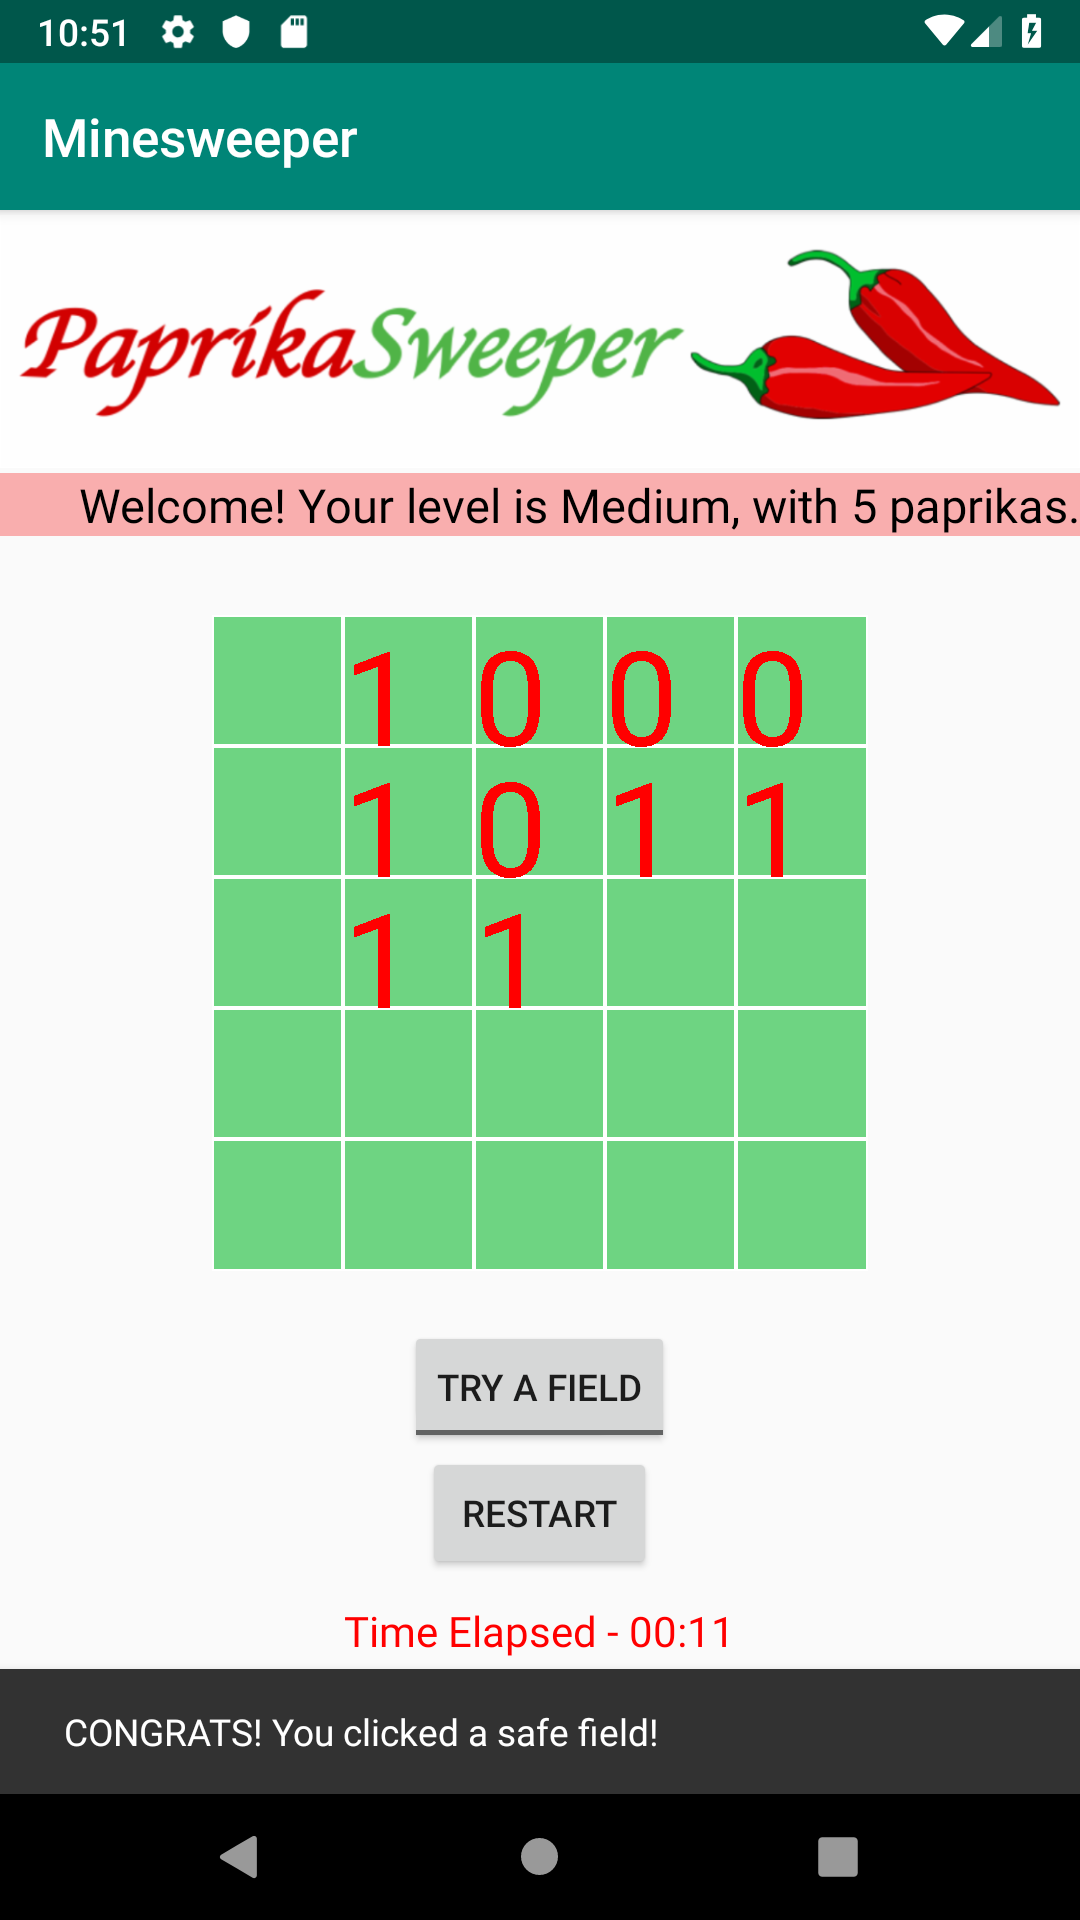 10:51
Minesweeper
PaprikaSweeper
Welcome! Your level is Medium, with 5 paprikas.
1 0 0 0
1 0 1 1
1 1
TRY A FIELD
RESTART
Time Elapsed - 00:11
CONGRATS! You clicked a safe field!